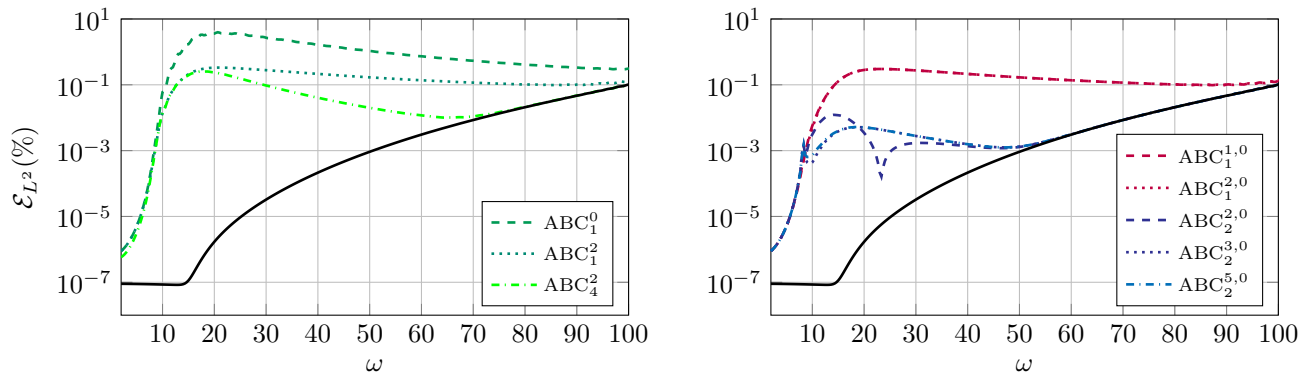 10^1
10^{-1}
10^{-3}
10^{-5}
10^{-7}
\mathcal{E}_{L^2}(%)
10 20 30 40 50 60 70 80 90 100
ω
ABC_1^0
ABC_1^2
ABC_4^2
10^1
10^{-1}
10^{-3}
10^{-5}
10^{-7}
10 20 30 40 50 60 70 80 90 100
ω
ABC_1^{1,0}
ABC_1^{2,0}
ABC_2^{2,0}
ABC_2^{3,0}
ABC_2^{5,0}